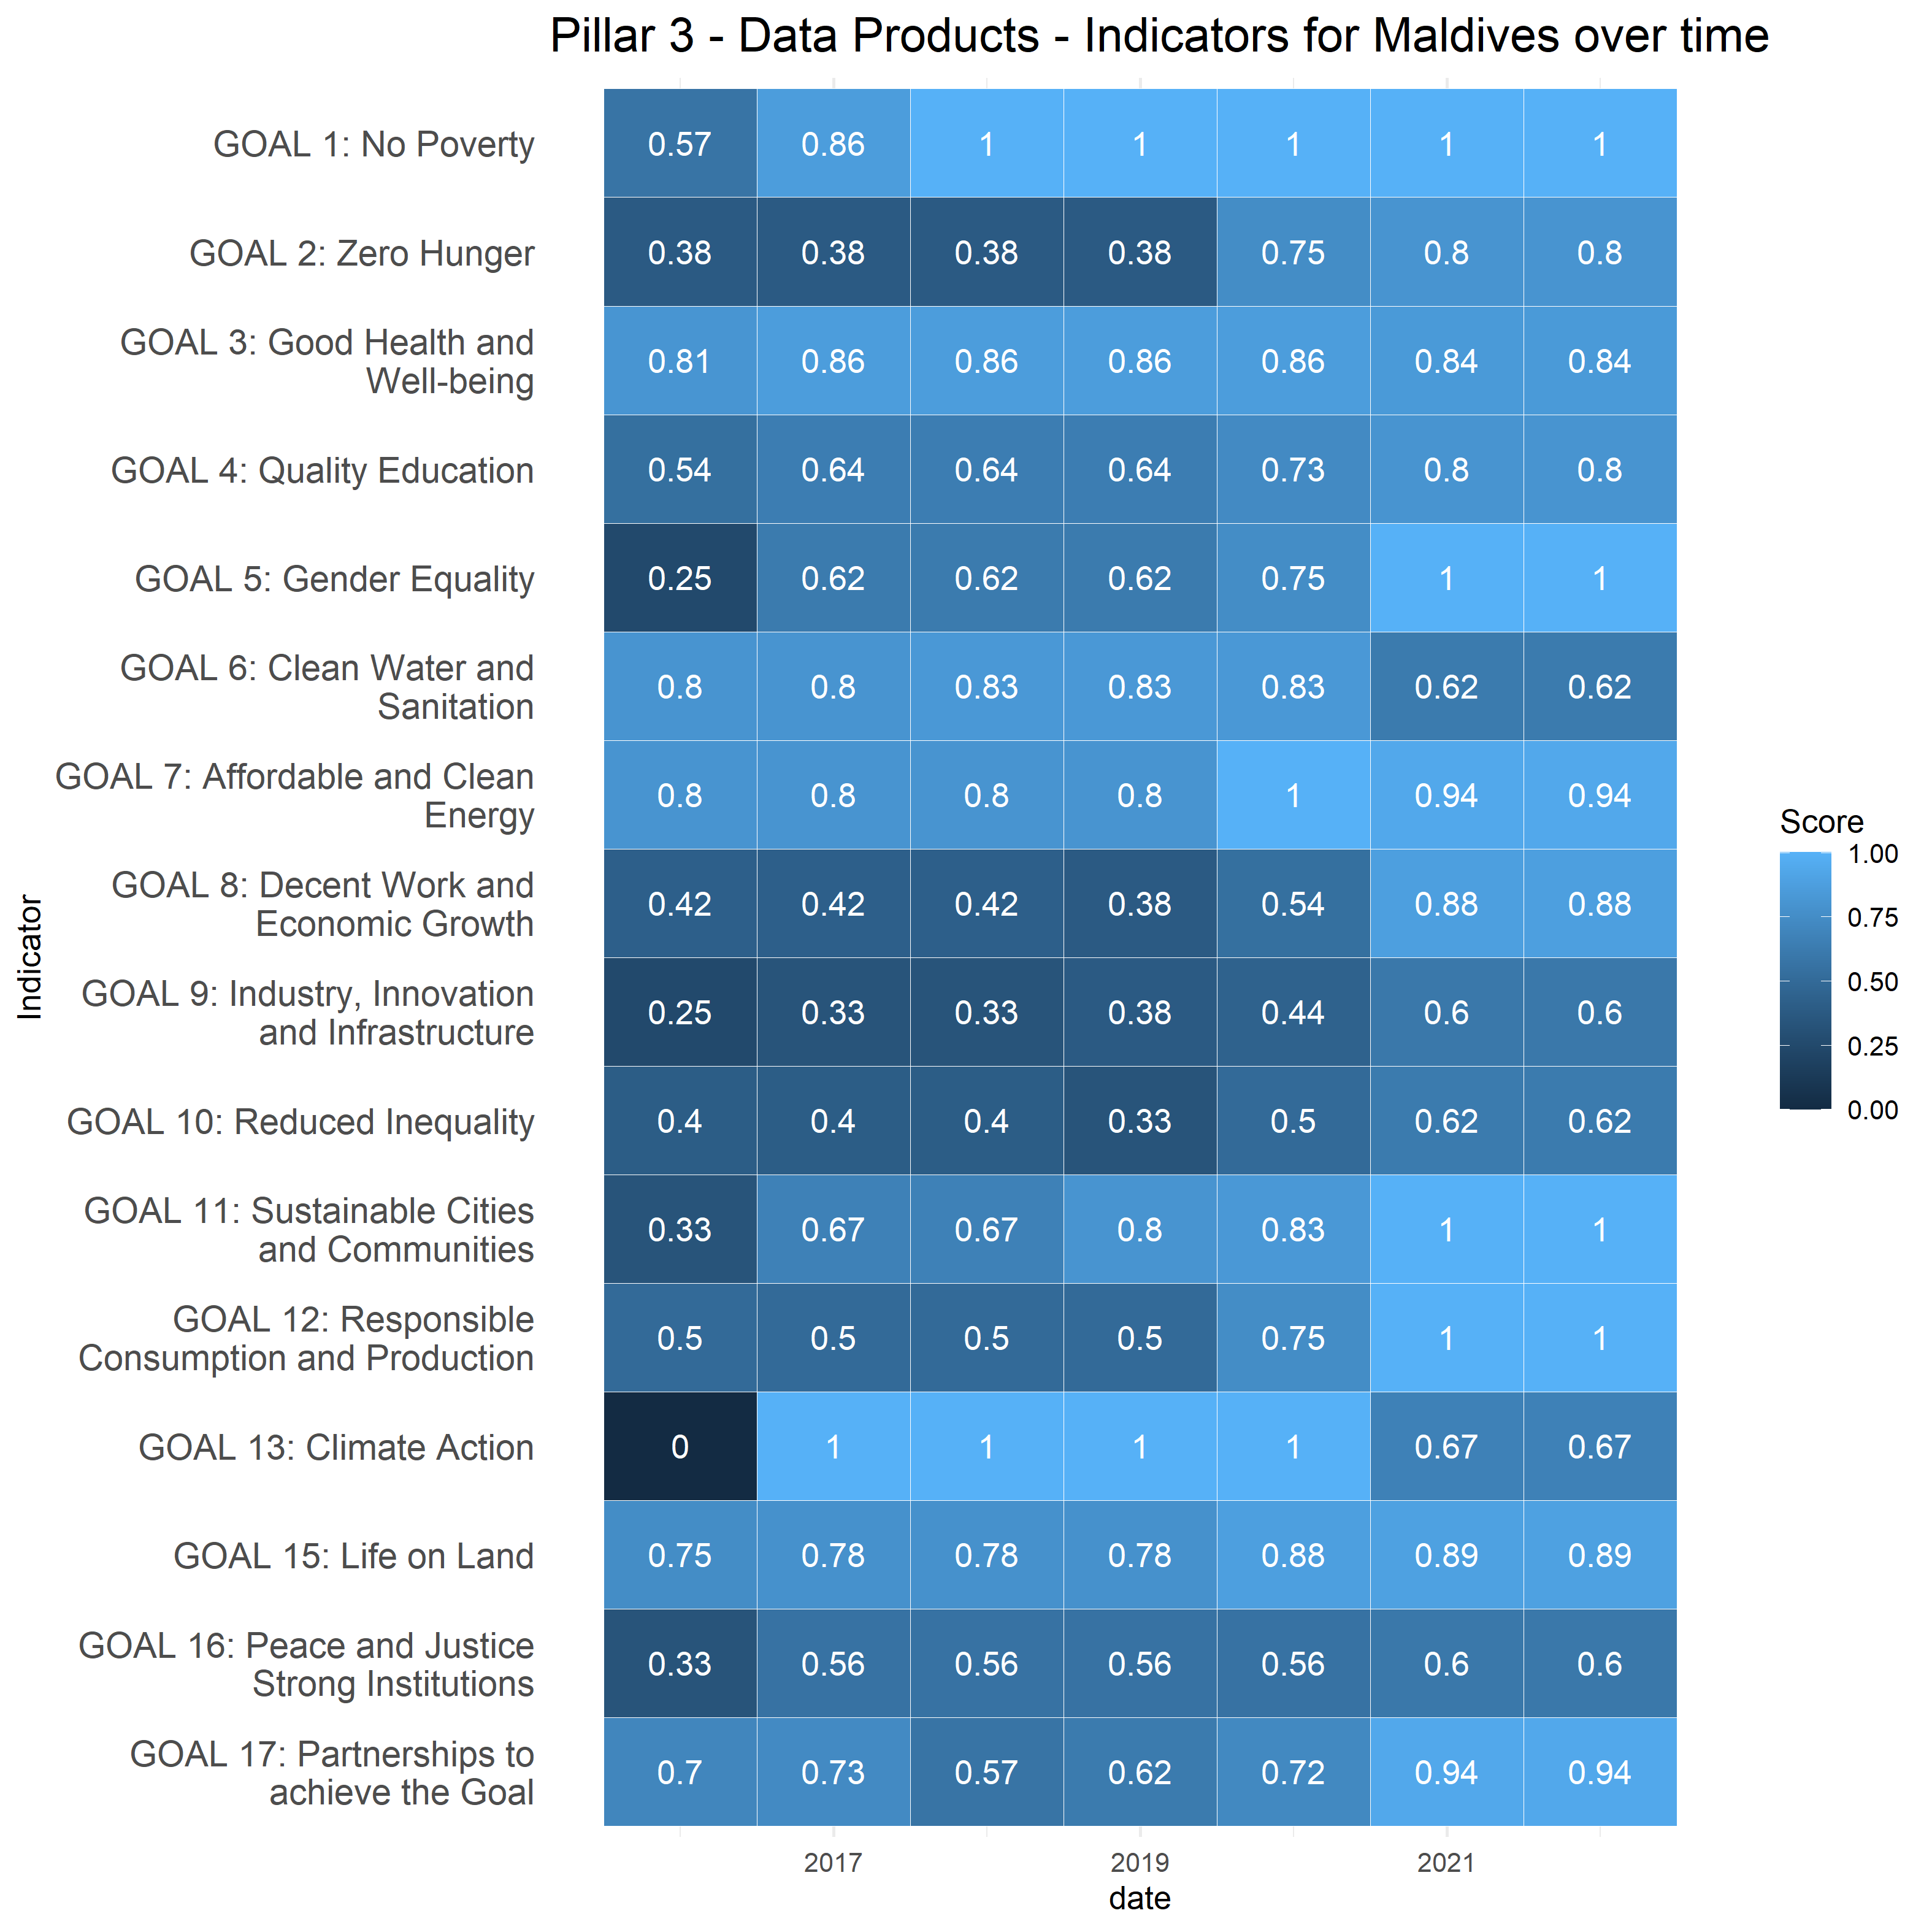 Pillar 3 - Data Products - Indicators for Maldives over time
GOAL 1: No Poverty
0.57 0.86 1 1 1 1 1
GOAL 2: Zero Hunger
0.38 0.38 0.38 0.38 0.75 0.8 0.8
GOAL 3: Good Health and
Well-being
0.81 0.86 0.86 0.86 0.86 0.84 0.84
GOAL 4: Quality Education
0.54 0.64 0.64 0.64 0.73 0.8 0.8
GOAL 5: Gender Equality
0.25 0.62 0.62 0.62 0.75 1 1
GOAL 6: Clean Water and
Sanitation
0.8 0.8 0.83 0.83 0.83 0.62 0.62
GOAL 7: Affordable and Clean
Energy
0.8 0.8 0.8 0.8 1 0.94 0.94
GOAL 8: Decent Work and
Economic Growth
0.42 0.42 0.42 0.38 0.54 0.88 0.88
GOAL 9: Industry, Innovation
and Infrastructure
0.25 0.33 0.33 0.38 0.44 0.6 0.6
GOAL 10: Reduced Inequality
0.4 0.4 0.4 0.33 0.5 0.62 0.62
GOAL 11: Sustainable Cities
and Communities
0.33 0.67 0.67 0.8 0.83 1 1
GOAL 12: Responsible
Consumption and Production
0.5 0.5 0.5 0.5 0.75 1 1
GOAL 13: Climate Action
0 1 1 1 1 0.67 0.67
GOAL 15: Life on Land
0.75 0.78 0.78 0.78 0.88 0.89 0.89
GOAL 16: Peace and Justice
Strong Institutions
0.33 0.56 0.56 0.56 0.56 0.6 0.6
GOAL 17: Partnerships to
achieve the Goal
0.7 0.73 0.57 0.62 0.72 0.94 0.94
2017 2019 2021
date
Indicator
Score
1.00
0.75
0.50
0.25
0.00